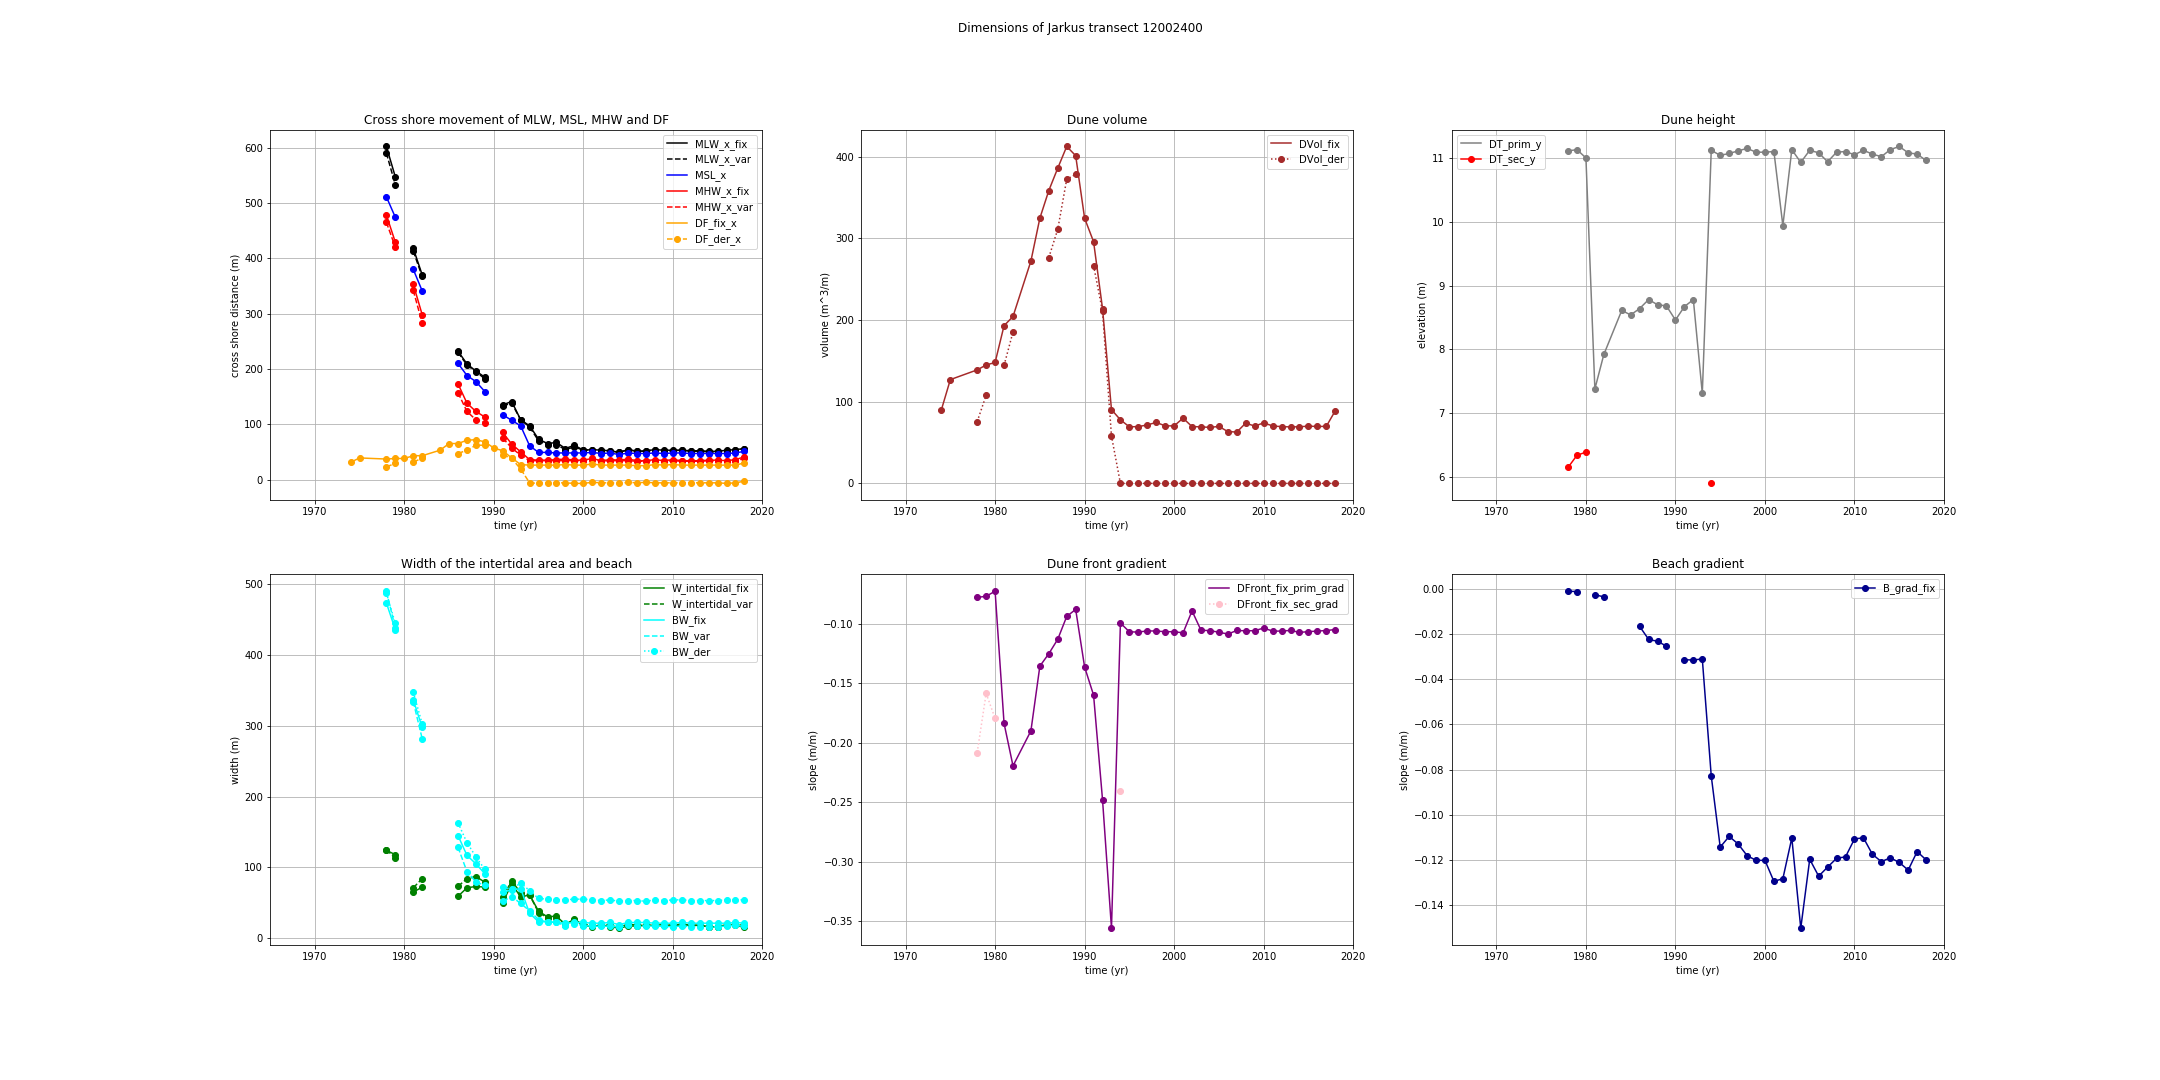 Dimensions of Jarkus transect 12002400
Cross shore movement of MLW, MSL, MHW and DF
cross shore distance (m)
600
500
400
300
200
100
0
MLW_x_fix
MLW_x_var
MSL_x
MHW_x_fix
MHW_x_var
DF_fix_x
DF_der_x
1970 1980 1990 2000 2010 2020
time (yr)
Dune volume
volume (m^3/m)
400
300
200
100
0
DVol_fix
DVol_der
1970 1980 1990 2000 2010 2020
time (yr)
Dune height
elevation (m)
11
10
9
8
7
6
DT_prim_y
DT_sec_y
1970 1980 1990 2000 2010 2020
time (yr)
Width of the intertidal area and beach
width (m)
500
400
300
200
100
0
W_intertidal_fix
W_intertidal_var
BW_fix
BW_var
BW_der
1970 1980 1990 2000 2010 2020
time (yr)
Dune front gradient
slope (m/m)
−0.10
−0.15
−0.20
−0.25
−0.30
−0.35
DFront_fix_prim_grad
DFront_fix_sec_grad
1970 1980 1990 2000 2010 2020
time (yr)
Beach gradient
slope (m/m)
0.00
−0.02
−0.04
−0.06
−0.08
−0.10
−0.12
−0.14
B_grad_fix
1970 1980 1990 2000 2010 2020
time (yr)